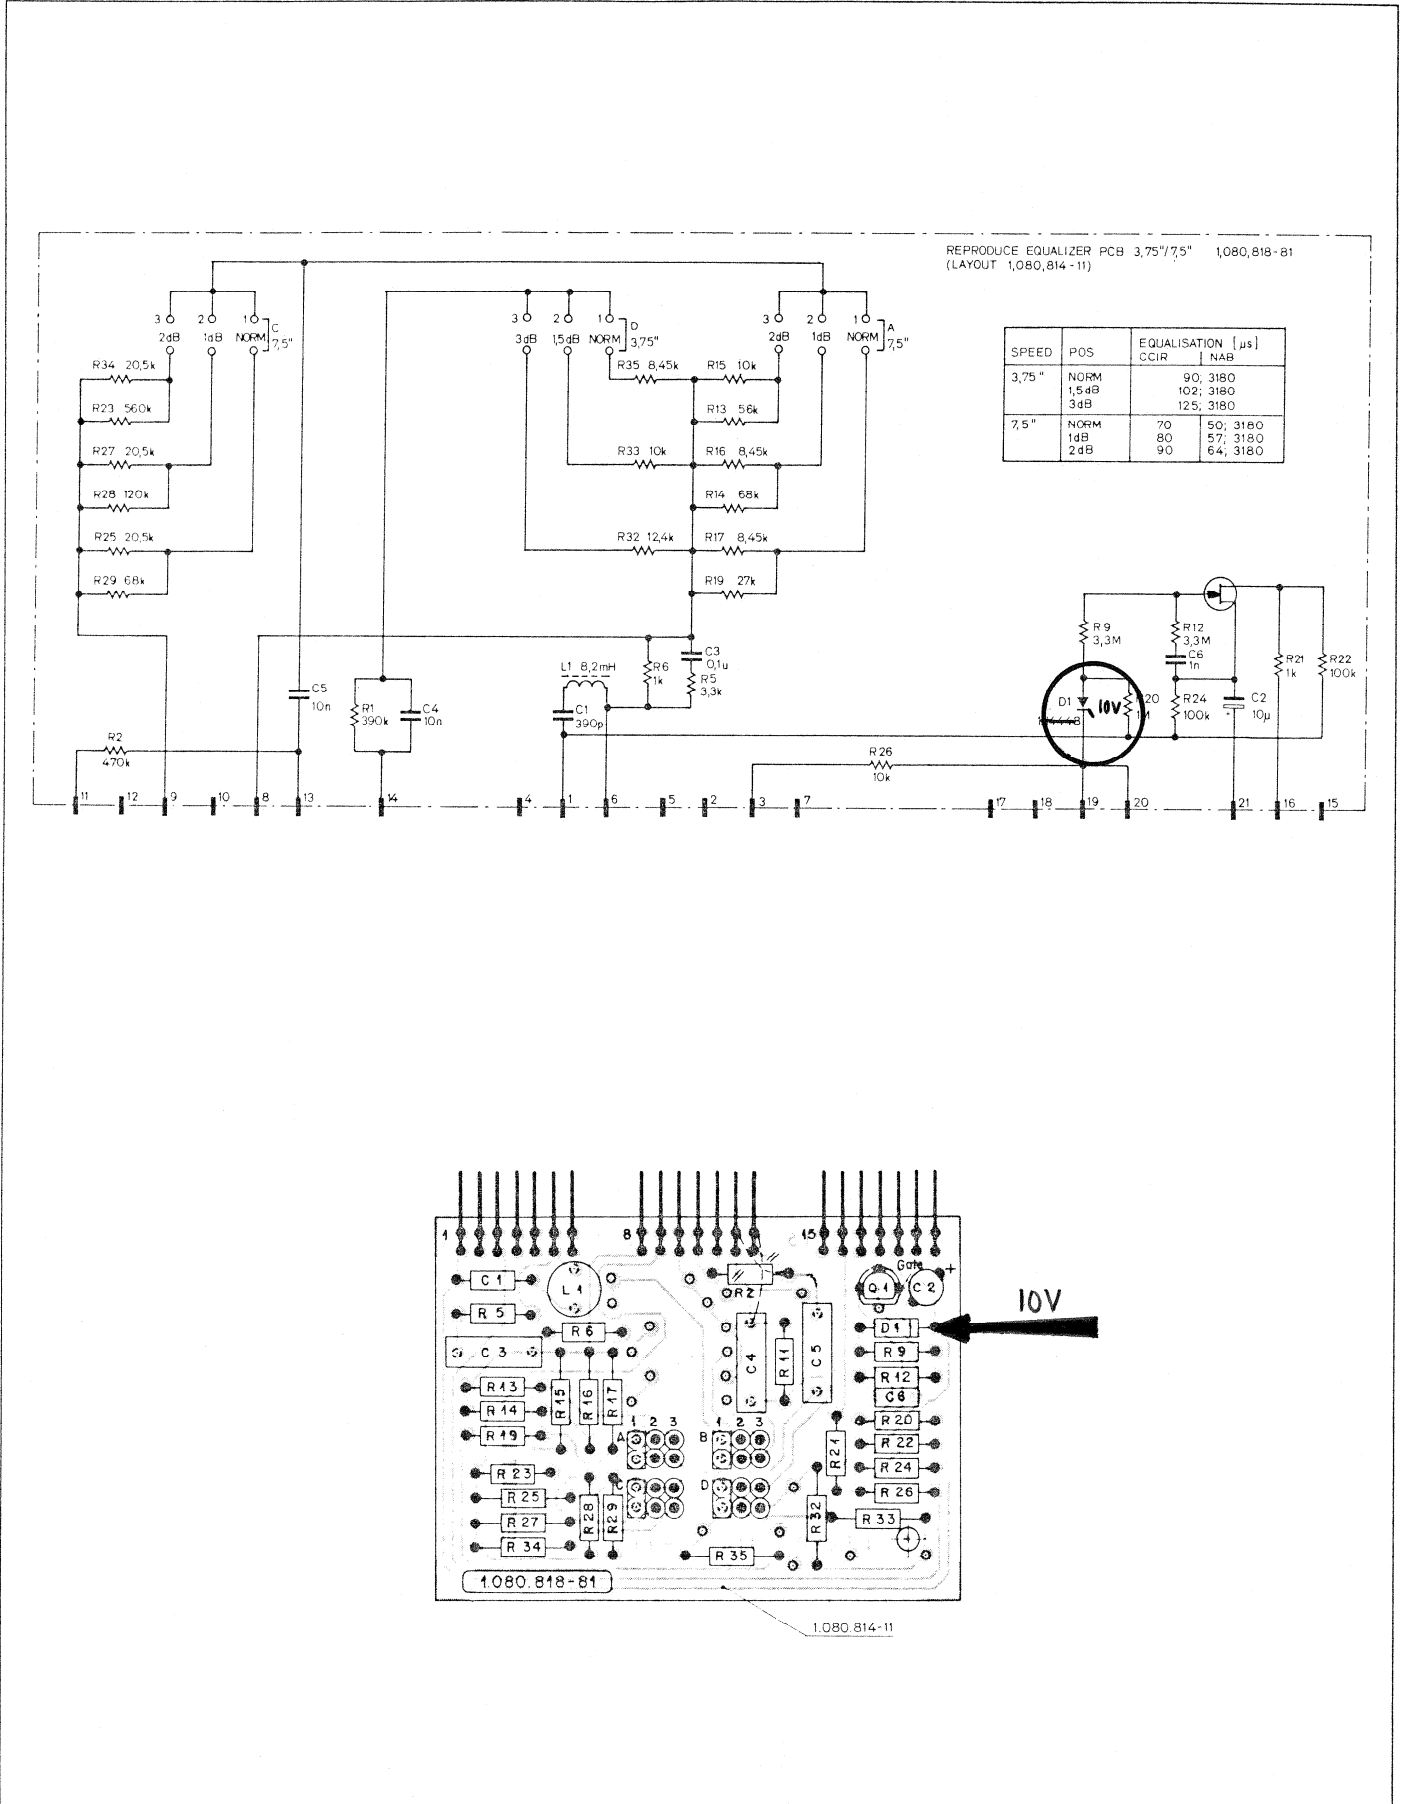 REPRODUCE EQUALIZER PCB 3,75"/7,5" 1,080,818-81
(LAYOUT 1,080,814-11)
3 2 1 C
2dB 1dB NORM 7,5"
3 2 1 D
3dB 1,5dB NORM 3,75"
3 2 1 A
2dB 1dB NORM 7,5"
SPEED POS EQUALISATION [µs]
CCIR NAB
3,75" NORM 90; 3180
1,5dB 102; 3180
3dB 125; 3180
7,5" NORM 70 50; 3180
1dB 80 57; 3180
2dB 90 64; 3180
R34 20,5k
R23 560k
R27 20,5k
R28 120k
R25 20,5k
R29 68k
R35 8,45k
R15 10k
R13 56k
R33 10k
R16 8,45k
R14 68k
R32 12,4k
R17 8,45k
R19 27k
R9
3,3M
R12
3,3M
C6
1n
R21
1k
R22
100k
C3
0,1u
R6
1k
R5
3,3k
L1 8,2mH
C1
390p
C5
10n
R1
390k
C4
10n
R2
470k
D1
10V
R24
100k
C2
10µ
R26
10k
11 12 9 10 8 13 14 4 1 6 5 2 3 7 17 18 19 20 21 16 15
1 8 15
C1
L1
R2
Gate
Q1
C2
+
10V
R5
D1
R6
C3
C4
R11
C5
R9
R12
C6
R13
R14
R19
R15
R16
R17
1 2 3
A
1 2 3
B
R20
R22
R24
R26
R21
R23
R25
R27
R34
R28
R29
C
D
R32
R33
R35
1.080.818-81
1.080.814-11